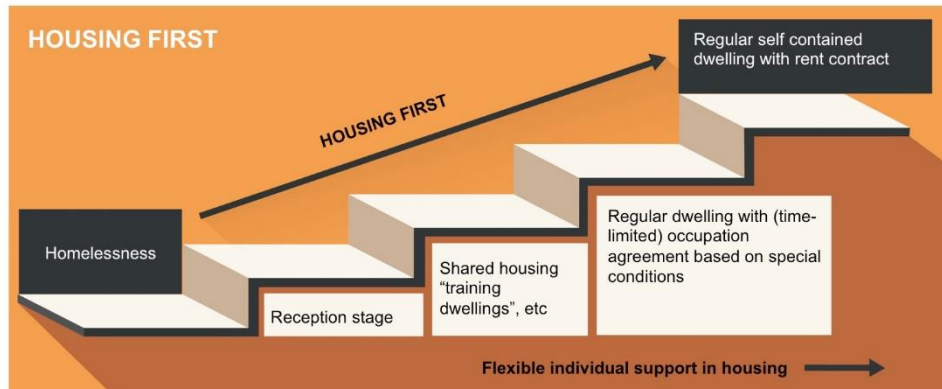 HOUSING FIRST
Regular self contained
dwelling with rent contract
HOUSING FIRST
Homelessness
Reception stage
Shared housing
“training
dwellings”, etc
Regular dwelling with (time-
limited) occupation
agreement based on special
conditions
Flexible individual support in housing